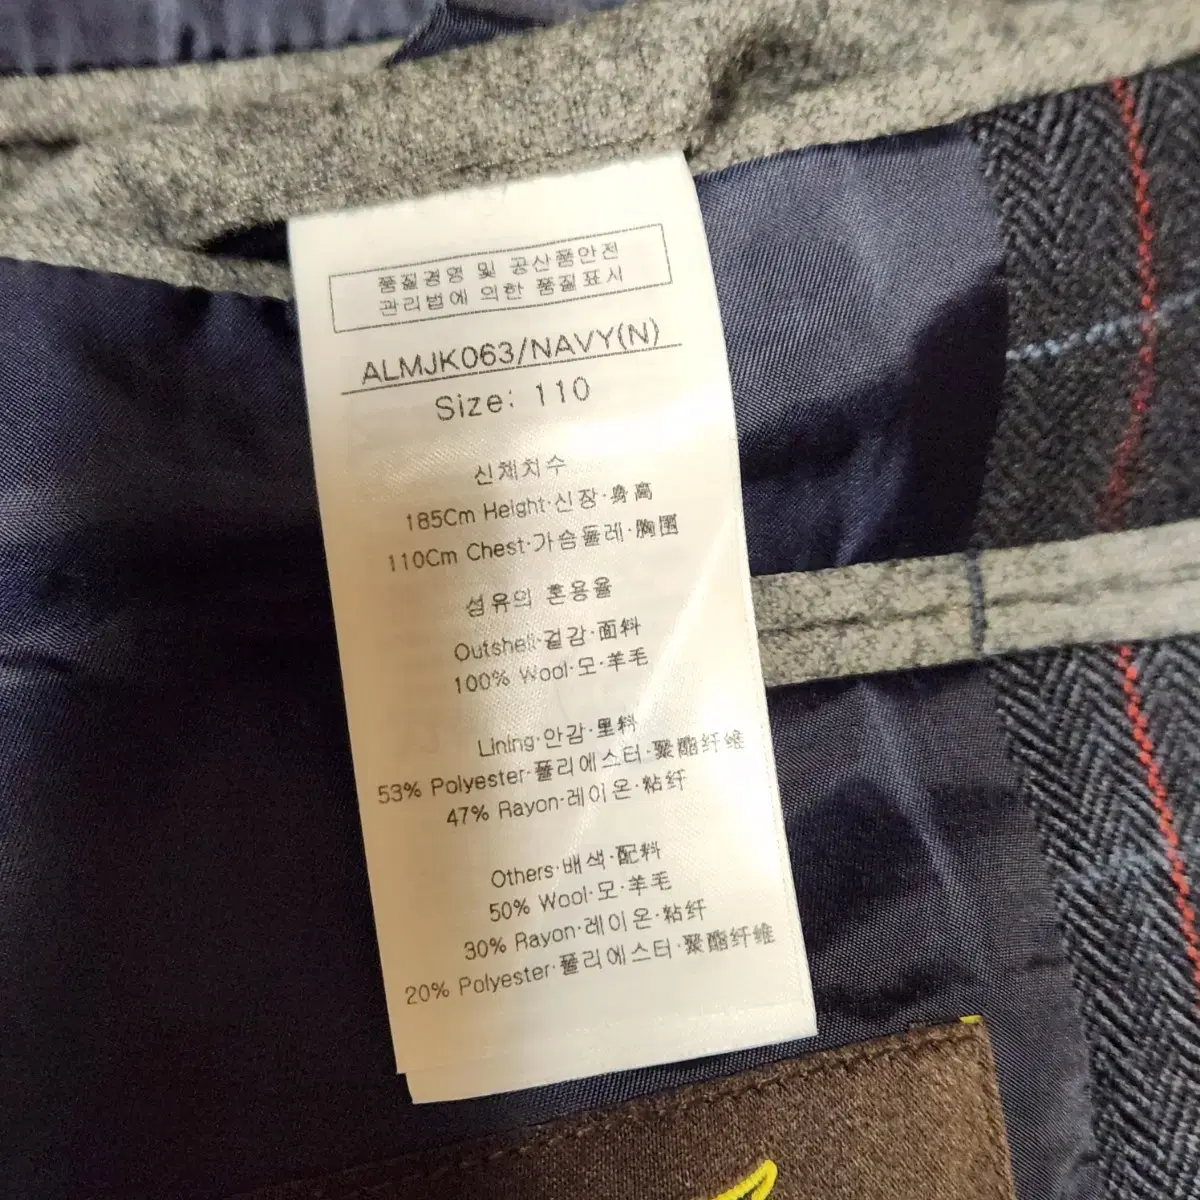 품질경영 및 공산품안전
관리법에 의한 품질표시
ALMJK063/NAVY(N)
Size: 110
신체치수
185Cm Height·신장·身高
110Cm Chest·가슴둘레·胸围
섬유의 혼용율
Outshell·겉감·面料
100% Wool·모·羊毛
Lining·안감·里料
53% Polyester·폴리에스터·聚酯纤维
47% Rayon·레이온·粘纤
Others·배색·配料
50% Wool·모·羊毛
30% Rayon·레이온·粘纤
20% Polyester·폴리에스터·聚酯纤维